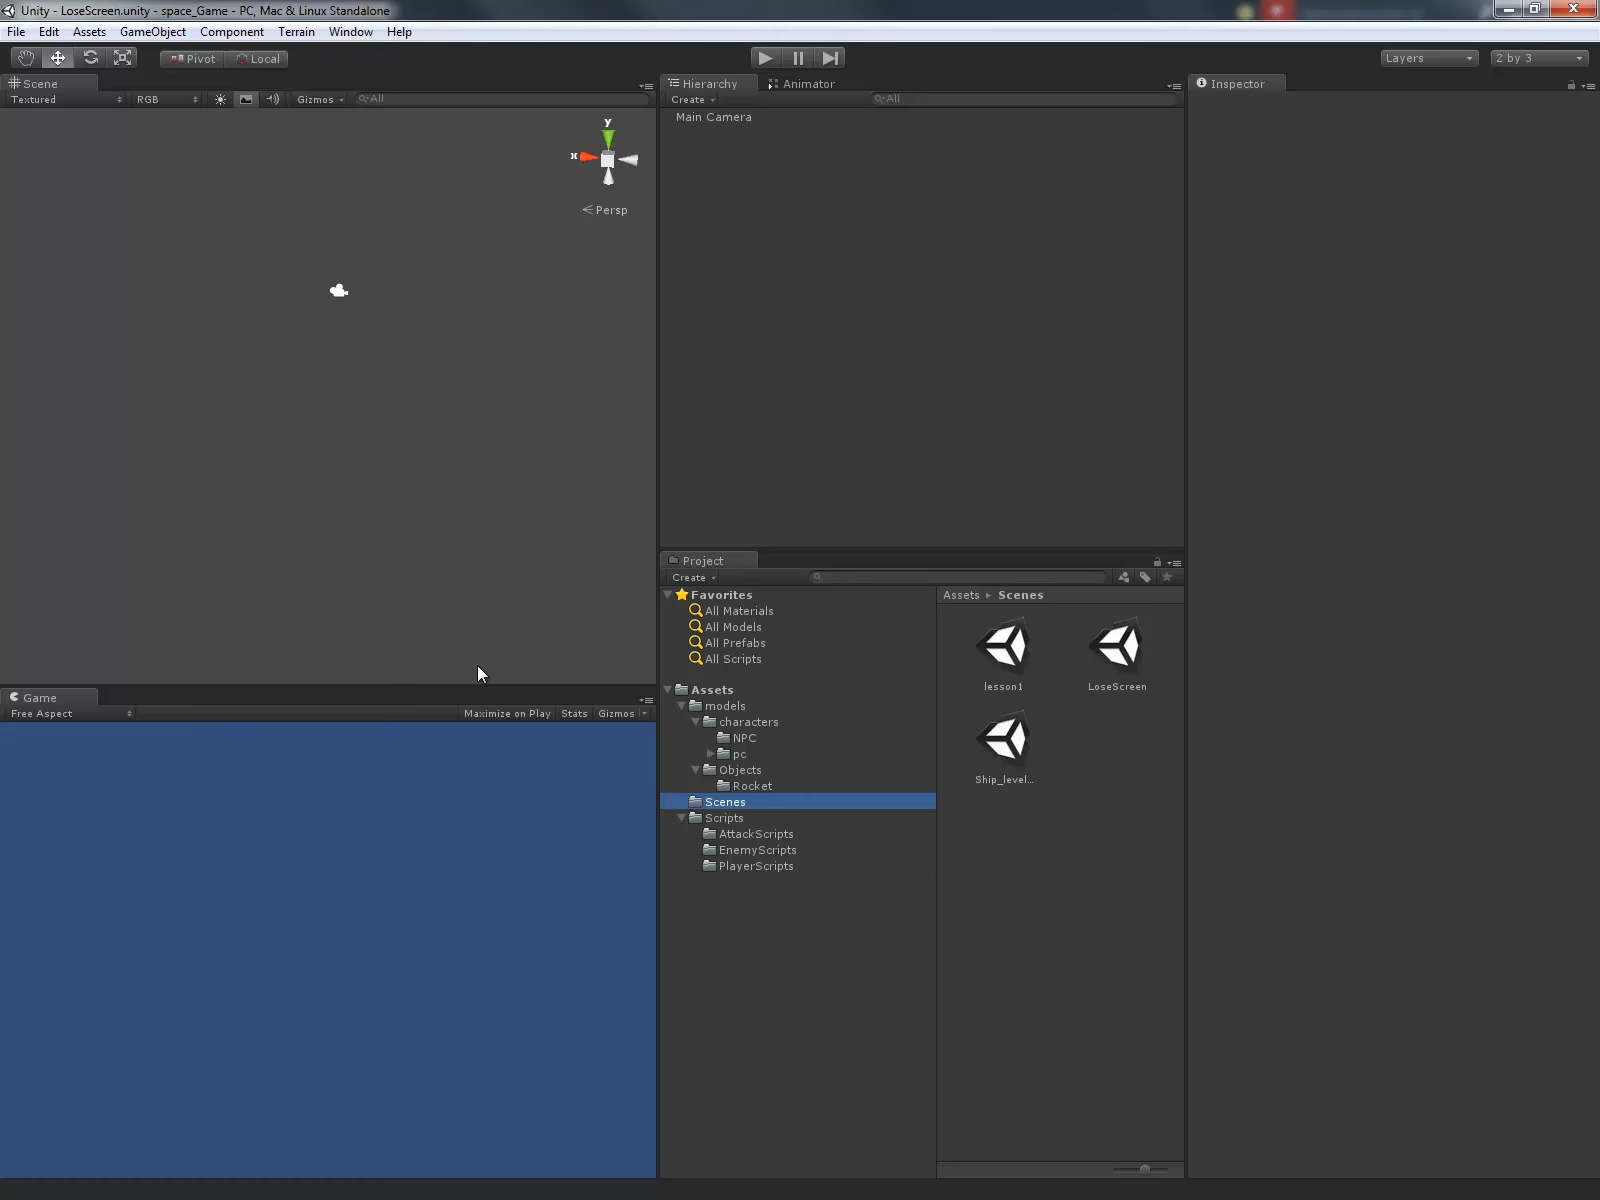 Unity - LoseScreen.unity - space_Game - PC, Mac & Linux Standalone
File Edit Assets GameObject Component Terrain Window Help
Pivot Local Layers 2 by 3
Scene
Textured RGB Gizmos All
y
x
Persp
Hierarchy Animator
Create All
Main Camera
Inspector
Game
Free Aspect Maximize on Play Stats Gizmos
Project
Create
Favorites
All Materials
All Models
All Prefabs
All Scripts
Assets
models
characters
NPC
pc
Objects
Rocket
Scenes
Scripts
AttackScripts
EnemyScripts
PlayerScripts
Assets Scenes
lesson1 LoseScreen
Ship_level...